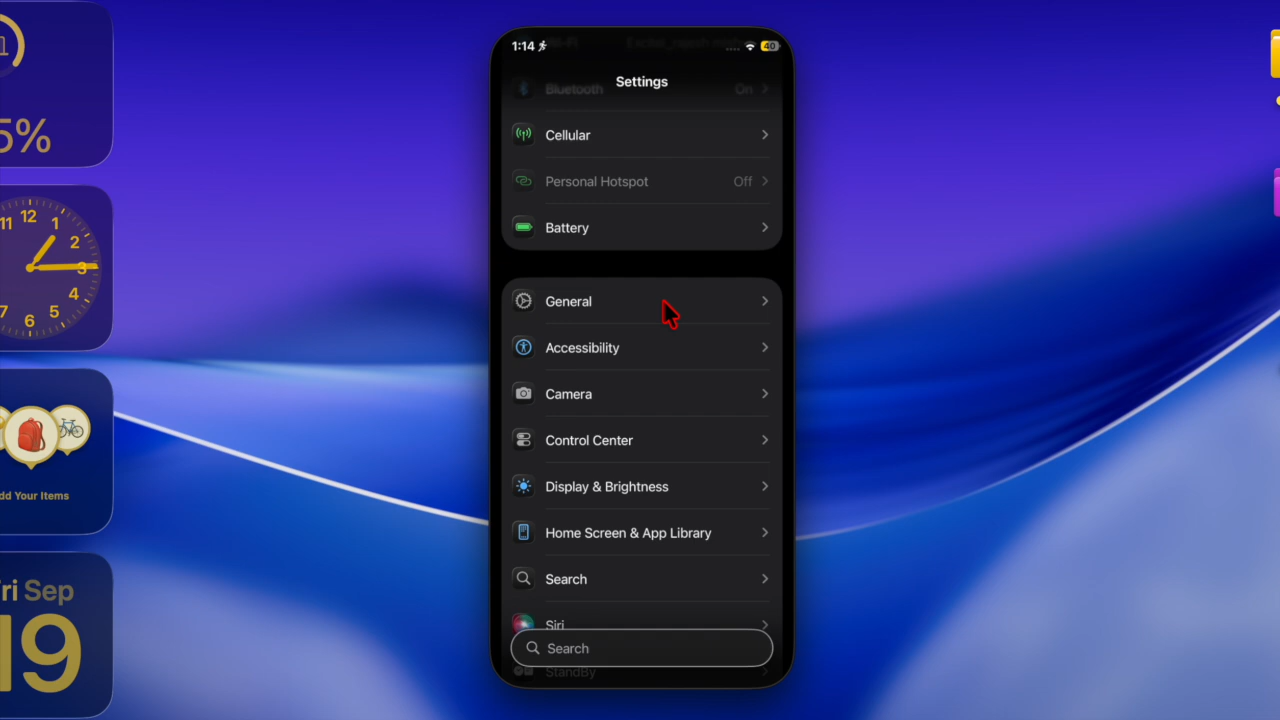 1:14
40
Settings
Bluetooth On
Cellular
Personal Hotspot Off
Battery
General
Accessibility
Camera
Control Center
Display & Brightness
Home Screen & App Library
Search
Siri
Search
StandBy
5%
11 12 1
2
3
4
5
6
7
dd Your Items
ri Sep
19